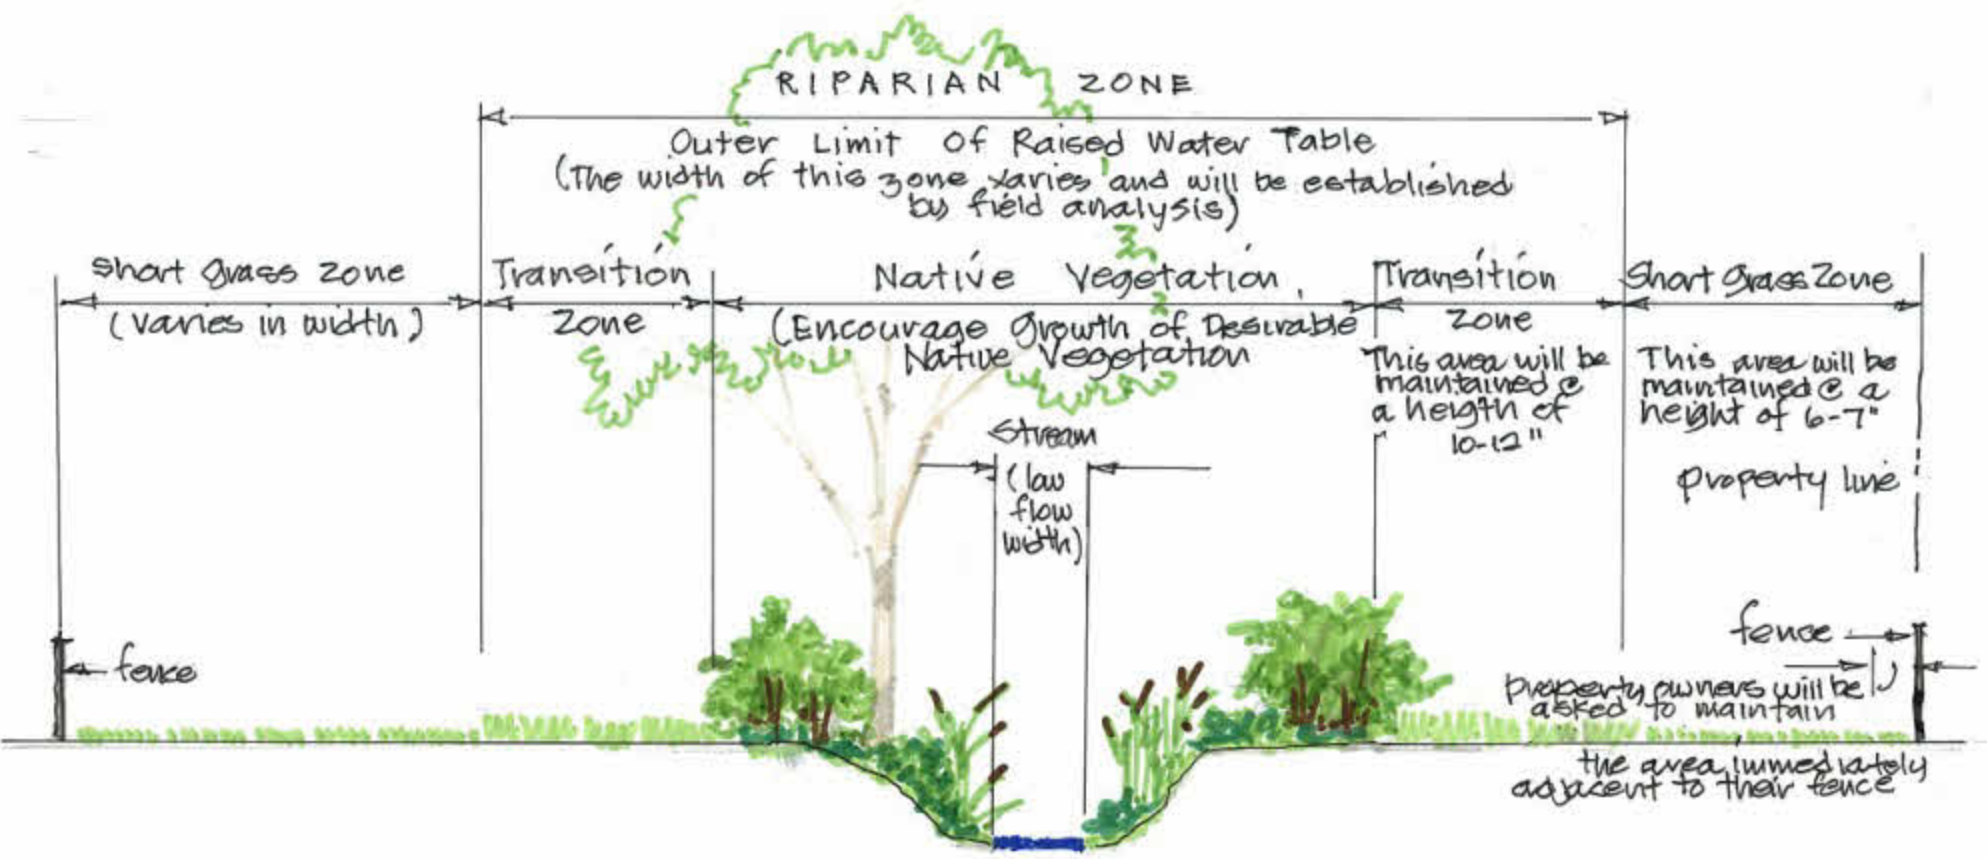 RIPARIAN ZONE
Outer Limit Of Raised Water Table
(The width of this zone varies and will be established
by field analysis)
Short Grass Zone
(varies in width)
Transition
Zone
Native Vegetation
(Encourage Growth of Desirable
Native Vegetation
Transition
Zone
This area will be
maintained @
a heigth of
10-12"
Short Grass Zone
This area will be
maintained @ a
height of 6-7"
property line
Stream
(low
flow
width)
fence
fence
property owners will be
asked to maintain
the area immediately
adjacent to their fence